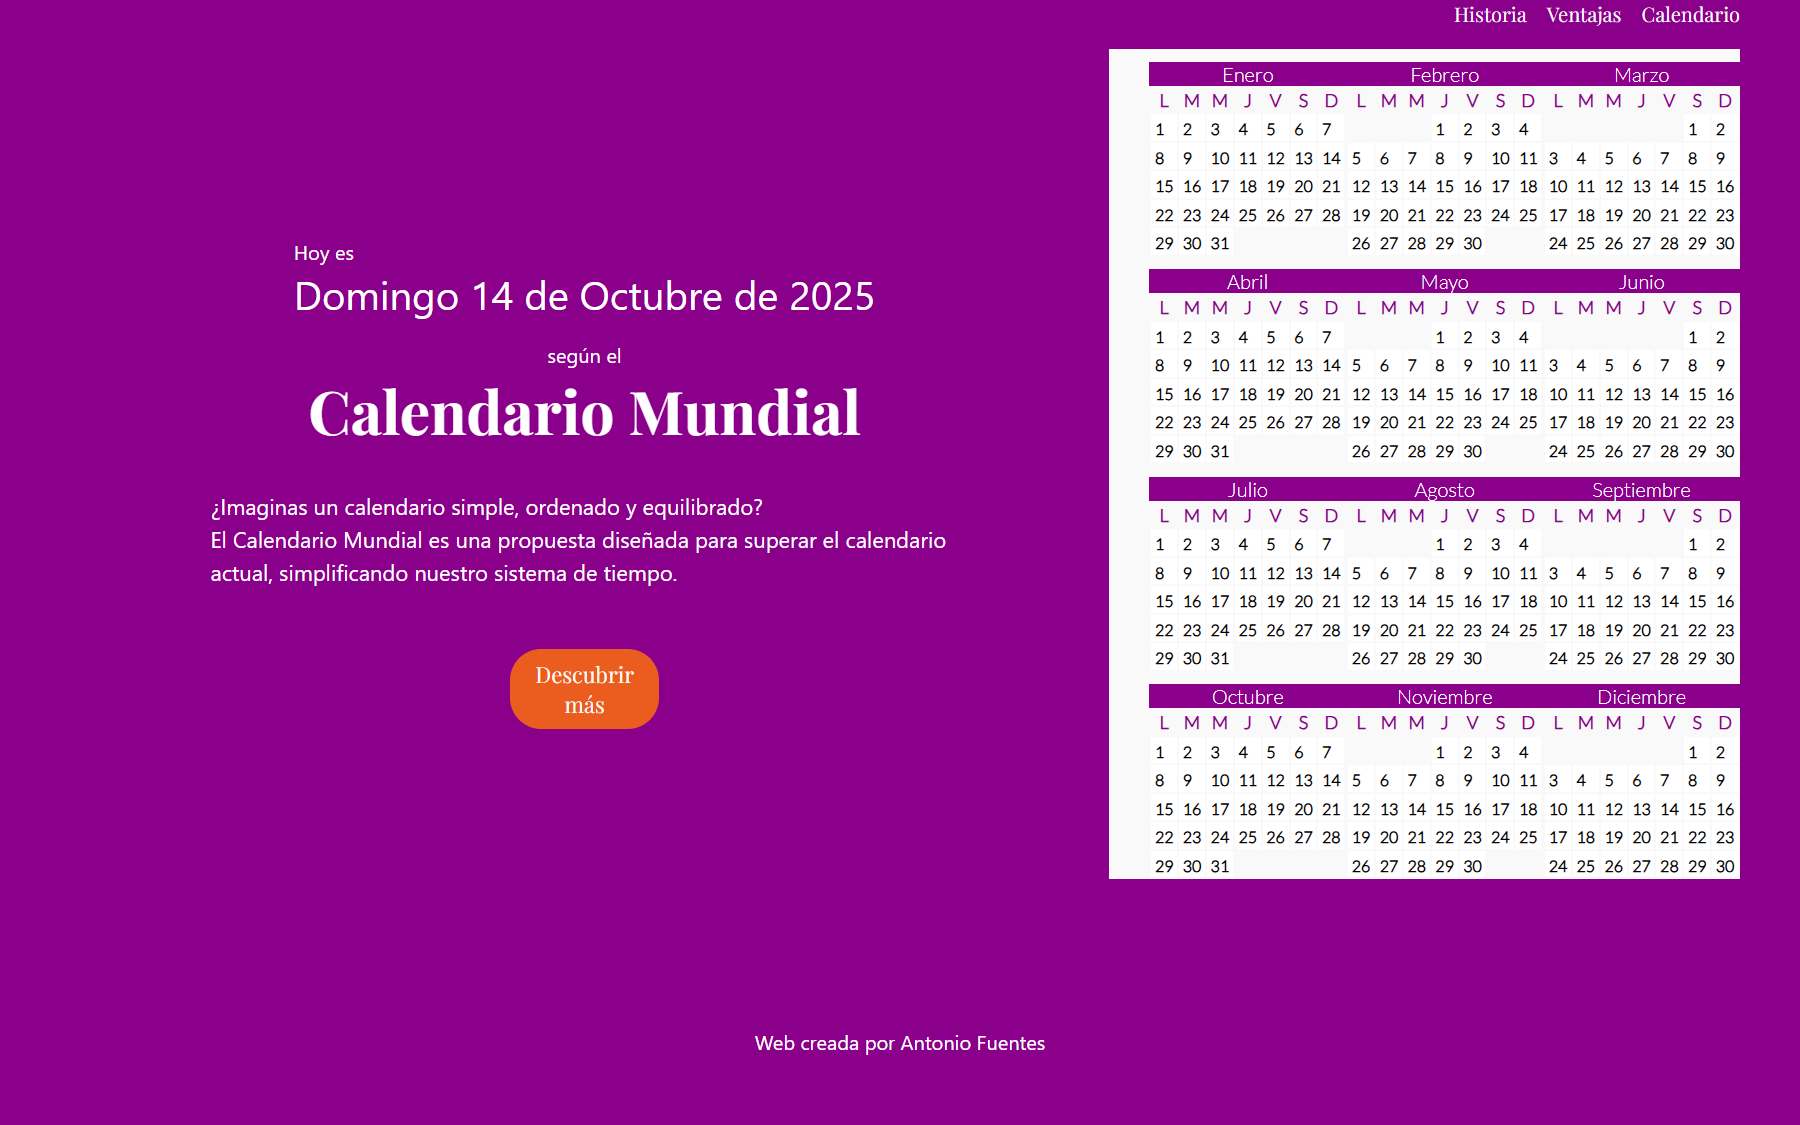 Historia Ventajas Calendario
Hoy es
Domingo 14 de Octubre de 2025
según el
Calendario Mundial
¿Imaginas un calendario simple, ordenado y equilibrado?
El Calendario Mundial es una propuesta diseñada para superar el calendario
actual, simplificando nuestro sistema de tiempo.
Descubrir
más
Enero Febrero Marzo
L M M J V S D L M M J V S D L M M J V S D
1 2 3 4 5 6 7 1 2 3 4 1 2
8 9 10 11 12 13 14 5 6 7 8 9 10 11 3 4 5 6 7 8 9
15 16 17 18 19 20 21 12 13 14 15 16 17 18 10 11 12 13 14 15 16
22 23 24 25 26 27 28 19 20 21 22 23 24 25 17 18 19 20 21 22 23
29 30 31 26 27 28 29 30 24 25 26 27 28 29 30
Abril Mayo Junio
L M M J V S D L M M J V S D L M M J V S D
1 2 3 4 5 6 7 1 2 3 4 1 2
8 9 10 11 12 13 14 5 6 7 8 9 10 11 3 4 5 6 7 8 9
15 16 17 18 19 20 21 12 13 14 15 16 17 18 10 11 12 13 14 15 16
22 23 24 25 26 27 28 19 20 21 22 23 24 25 17 18 19 20 21 22 23
29 30 31 26 27 28 29 30 24 25 26 27 28 29 30
Julio Agosto Septiembre
L M M J V S D L M M J V S D L M M J V S D
1 2 3 4 5 6 7 1 2 3 4 1 2
8 9 10 11 12 13 14 5 6 7 8 9 10 11 3 4 5 6 7 8 9
15 16 17 18 19 20 21 12 13 14 15 16 17 18 10 11 12 13 14 15 16
22 23 24 25 26 27 28 19 20 21 22 23 24 25 17 18 19 20 21 22 23
29 30 31 26 27 28 29 30 24 25 26 27 28 29 30
Octubre Noviembre Diciembre
L M M J V S D L M M J V S D L M M J V S D
1 2 3 4 5 6 7 1 2 3 4 1 2
8 9 10 11 12 13 14 5 6 7 8 9 10 11 3 4 5 6 7 8 9
15 16 17 18 19 20 21 12 13 14 15 16 17 18 10 11 12 13 14 15 16
22 23 24 25 26 27 28 19 20 21 22 23 24 25 17 18 19 20 21 22 23
29 30 31 26 27 28 29 30 24 25 26 27 28 29 30
Web creada por Antonio Fuentes